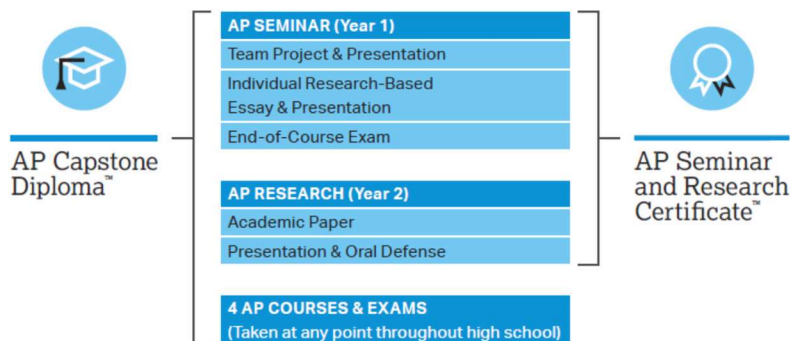 AP Capstone
Diploma™
AP SEMINAR (Year 1)
Team Project & Presentation
Individual Research-Based
Essay & Presentation
End-of-Course Exam
AP RESEARCH (Year 2)
Academic Paper
Presentation & Oral Defense
4 AP COURSES & EXAMS
(Taken at any point throughout high school)
AP Seminar
and Research
Certificate™